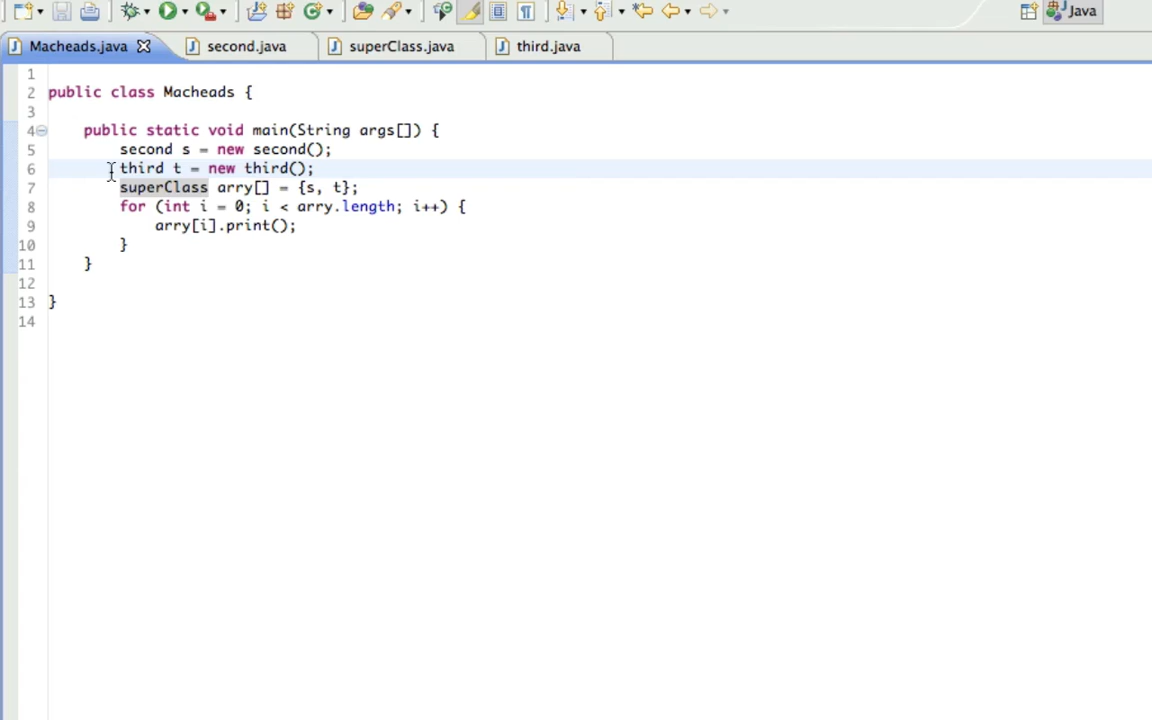 Java
Macheads.java second.java superClass.java third.java
1
2 public class Macheads {
3
4 public static void main(String args[]) {
5 second s = new second();
6 third t = new third();
7 superClass arry[] = {s, t};
8 for (int i = 0; i < arry.length; i++) {
9 arry[i].print();
10 }
11 }
12
13 }
14